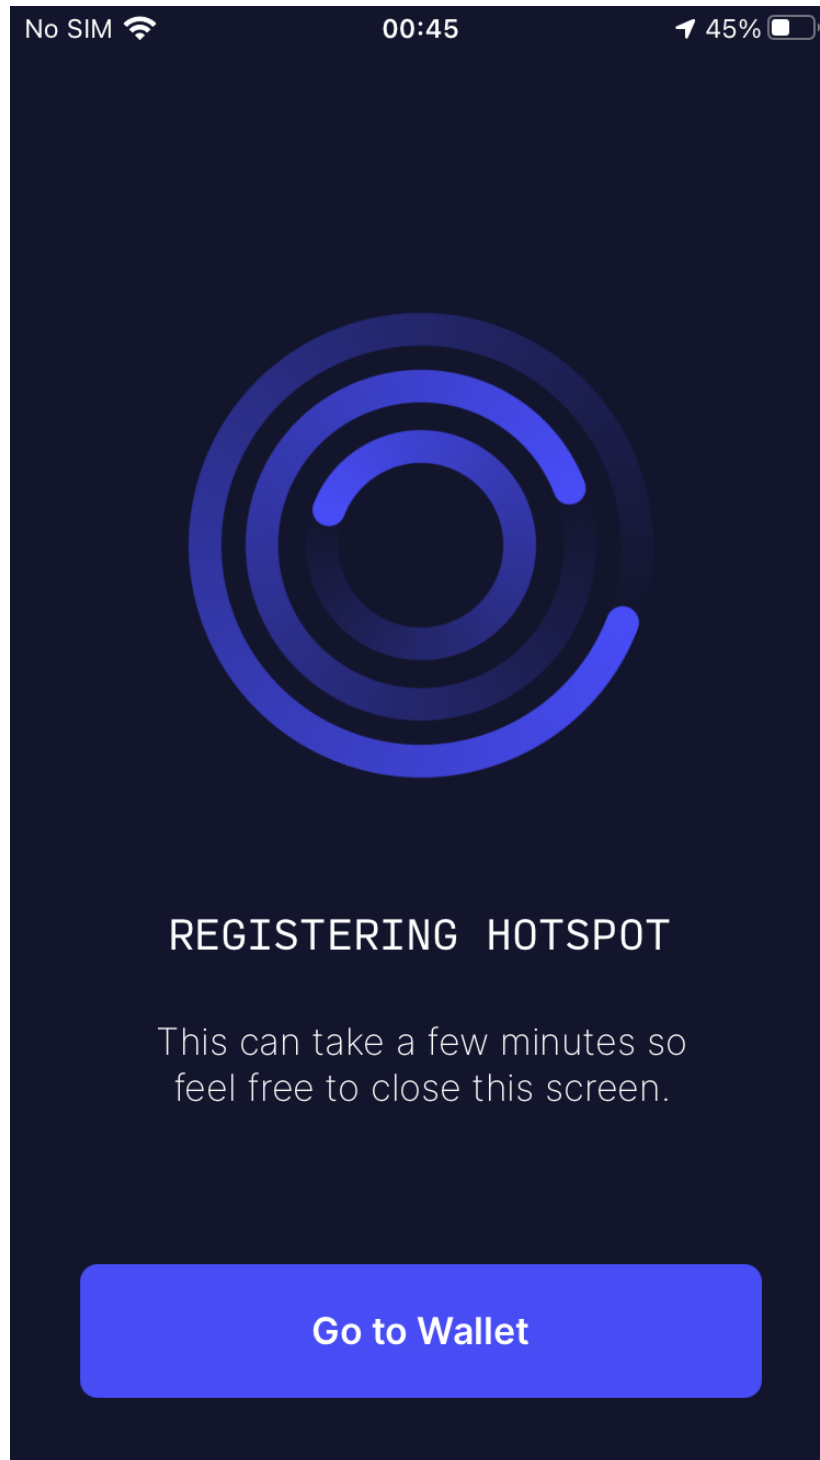 No SIM 00:45 45%
REGISTERING HOTSPOT
This can take a few minutes so
feel free to close this screen.
Go to Wallet